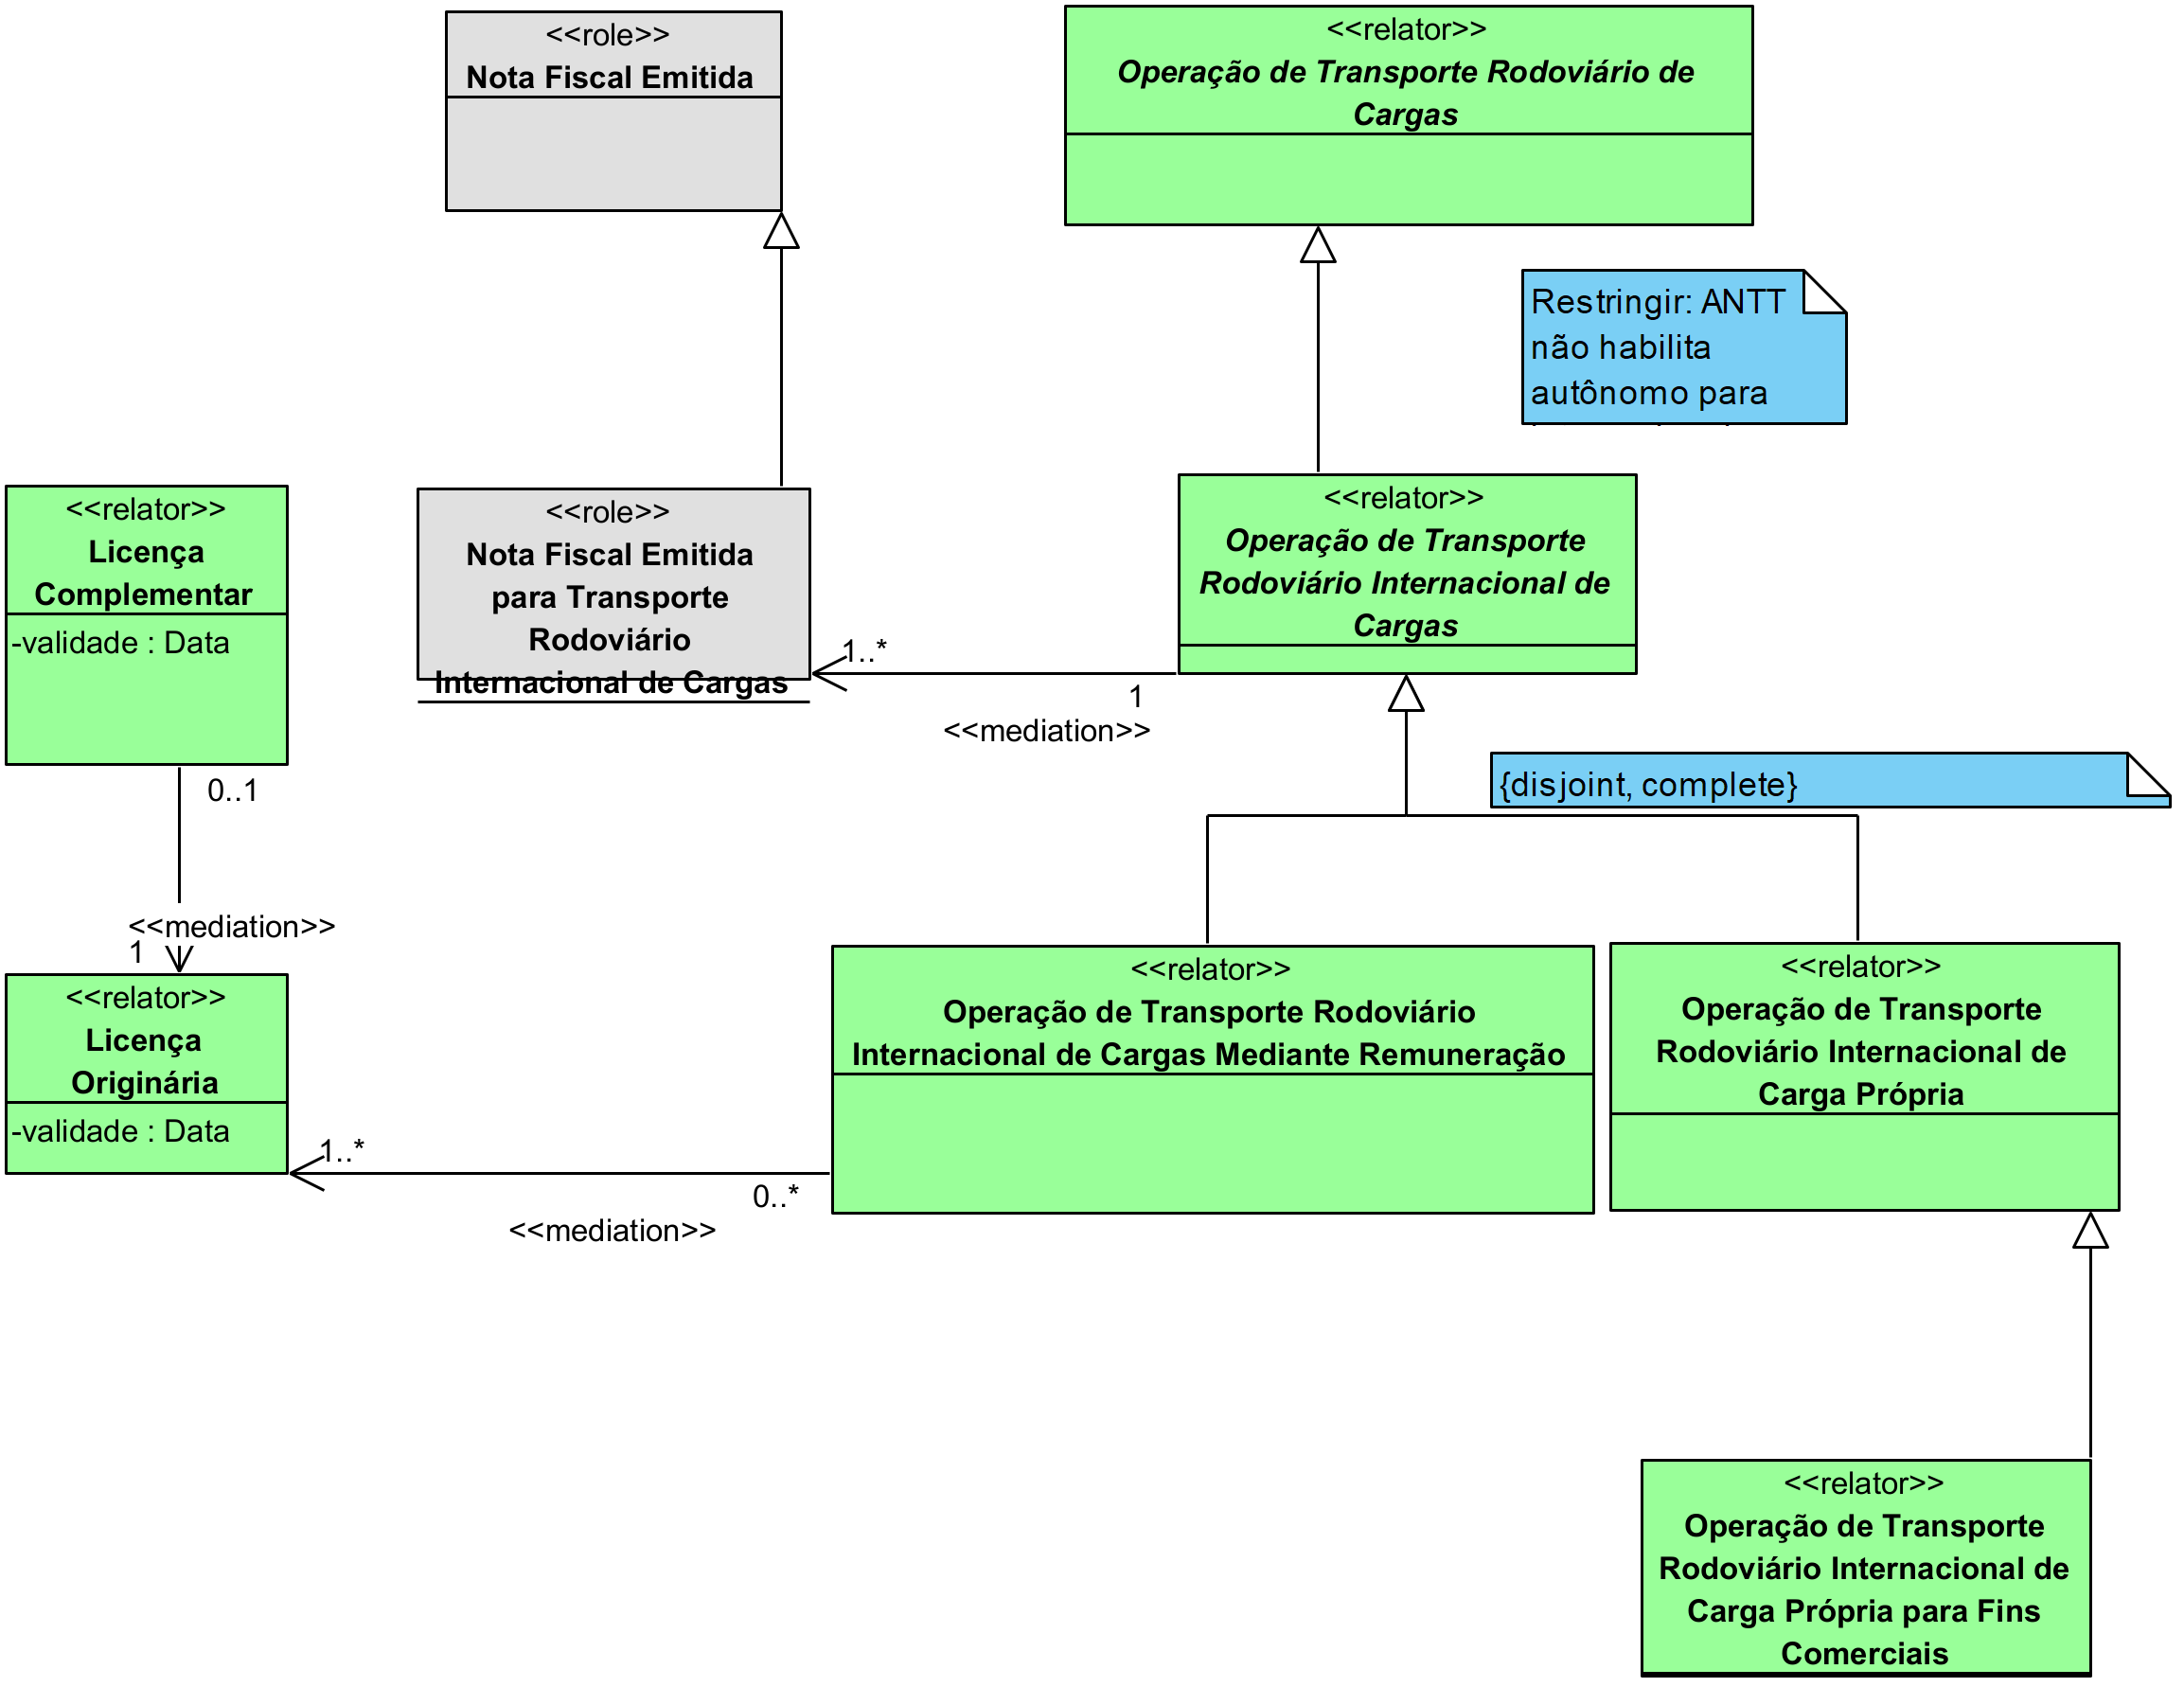 <<role>>
Nota Fiscal Emitida
<<relator>>
Operação de Transporte Rodoviário de
Cargas
Restringir: ANTT
não habilita
autônomo para
<<relator>>
Licença
Complementar
-validade : Data
<<role>>
Nota Fiscal Emitida
para Transporte
Rodoviário
Internacional de Cargas
<<relator>>
Operação de Transporte
Rodoviário Internacional de
Cargas
1..*
1
<<mediation>>
{disjoint, complete}
0..1
<<mediation>>
1
<<relator>>
Licença
Originária
-validade : Data
<<relator>>
Operação de Transporte Rodoviário
Internacional de Cargas Mediante Remuneração
<<relator>>
Operação de Transporte
Rodoviário Internacional de
Carga Própria
1..*
0..*
<<mediation>>
<<relator>>
Operação de Transporte
Rodoviário Internacional de
Carga Própria para Fins
Comerciais